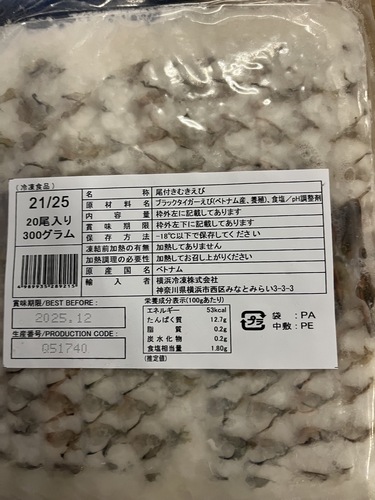 (冷凍食品)
21/25
20尾入り
300グラム
4989935289215
名 称 尾付きむきえび
原 材 料 名 ブラックタイガーえび(ベトナム産、養殖)、食塩/pH調整剤
内 容 量 枠外左に記載してあります
賞 味 期 限 枠外左下に記載してあります
保 存 方 法 -18℃以下で保存してください
凍結前加熱の有無 加熱してありません
加熱調理の必要性 加熱してお召し上がりください
原 産 国 名 ベトナム
輸 入 者 横浜冷凍株式会社
神奈川県横浜市西区みなとみらい3-3-3
賞味期限/BEST BEFORE :
2025.12
生産番号/PRODUCTION CODE :
Q51740
栄養成分表示(100gあたり)
エネルギー 53kcal
たんぱく質 12.7g
脂 質 0.2g
炭 水 化 物 0.2g
食塩相当量 1.80g
(推定値)
プラ
袋 : PA
中敷 : PE